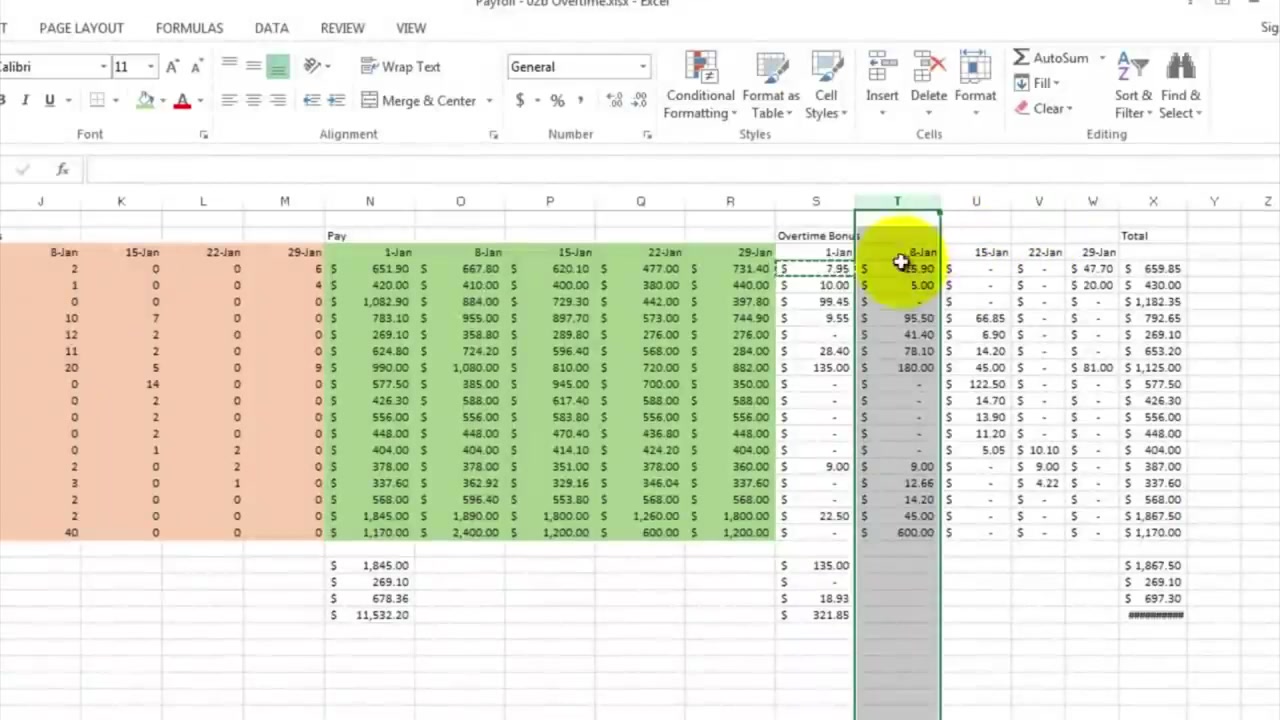 Payroll - 02b Overtime.xlsx - Excel
PAGE LAYOUT FORMULAS DATA REVIEW VIEW Sig
Calibri 11 Wrap Text General AutoSum
Fill
I U Merge & Center $ % , Conditional Formatting Format as Table Cell Styles Insert Delete Format Clear Sort & Filter Find & Select
Font Alignment Number Styles Cells Editing
fx
J K L M N O P Q R S T U V W X Y Z
s Pay Overtime Bonus Total
8-Jan 15-Jan 22-Jan 29-Jan 1-Jan 8-Jan 15-Jan 22-Jan 29-Jan 1-Jan 8-Jan 15-Jan 22-Jan 29-Jan
2 0 0 6 $ 651.90 $ 667.80 $ 620.10 $ 477.00 $ 731.40 $ 7.95 $ 15.90 $ - $ - $ 47.70 $ 659.85
1 0 0 4 $ 420.00 $ 410.00 $ 400.00 $ 380.00 $ 440.00 $ 10.00 $ 5.00 $ - $ - $ 20.00 $ 430.00
0 0 0 0 $ 1,082.90 $ 884.00 $ 729.30 $ 442.00 $ 397.80 $ 99.45 $ - $ - $ - $ - $ 1,182.35
10 7 0 0 $ 783.10 $ 955.00 $ 897.70 $ 573.00 $ 744.90 $ 9.55 $ 95.50 $ 66.85 $ - $ - $ 792.65
12 2 0 0 $ 269.10 $ 358.80 $ 289.80 $ 276.00 $ 276.00 $ - $ 41.40 $ 6.90 $ - $ - $ 269.10
11 2 0 0 $ 624.80 $ 724.20 $ 596.40 $ 568.00 $ 284.00 $ 28.40 $ 78.10 $ 14.20 $ - $ - $ 653.20
20 5 0 9 $ 990.00 $ 1,080.00 $ 810.00 $ 720.00 $ 882.00 $ 135.00 $ 180.00 $ 45.00 $ - $ 81.00 $ 1,125.00
0 14 0 0 $ 577.50 $ 385.00 $ 945.00 $ 700.00 $ 350.00 $ - $ - $ 122.50 $ - $ - $ 577.50
0 2 0 0 $ 426.30 $ 588.00 $ 617.40 $ 588.00 $ 588.00 $ - $ - $ 14.70 $ - $ - $ 426.30
0 2 0 0 $ 556.00 $ 556.00 $ 583.80 $ 556.00 $ 556.00 $ - $ - $ 13.90 $ - $ - $ 556.00
0 2 0 0 $ 448.00 $ 448.00 $ 470.40 $ 436.80 $ 448.00 $ - $ - $ 11.20 $ - $ - $ 448.00
0 1 2 0 $ 404.00 $ 404.00 $ 414.10 $ 424.20 $ 404.00 $ - $ - $ 5.05 $ 10.10 $ - $ 404.00
2 0 2 0 $ 378.00 $ 378.00 $ 351.00 $ 378.00 $ 360.00 $ 9.00 $ 9.00 $ - $ 9.00 $ - $ 387.00
3 0 1 0 $ 337.60 $ 362.92 $ 329.16 $ 346.04 $ 337.60 $ - $ 12.66 $ - $ 4.22 $ - $ 337.60
2 0 0 0 $ 568.00 $ 596.40 $ 553.80 $ 568.00 $ 568.00 $ - $ 14.20 $ - $ - $ - $ 568.00
2 0 0 0 $ 1,845.00 $ 1,890.00 $ 1,800.00 $ 1,260.00 $ 1,800.00 $ 22.50 $ 45.00 $ - $ - $ - $ 1,867.50
40 0 0 0 $ 1,170.00 $ 2,400.00 $ 1,200.00 $ 600.00 $ 1,200.00 $ - $ 600.00 $ - $ - $ - $ 1,170.00
$ 1,845.00 $ 135.00 $ 1,867.50
$ 269.10 $ - $ 269.10
$ 678.36 $ 18.93 $ 697.30
$ 11,532.20 $ 321.85 ##########